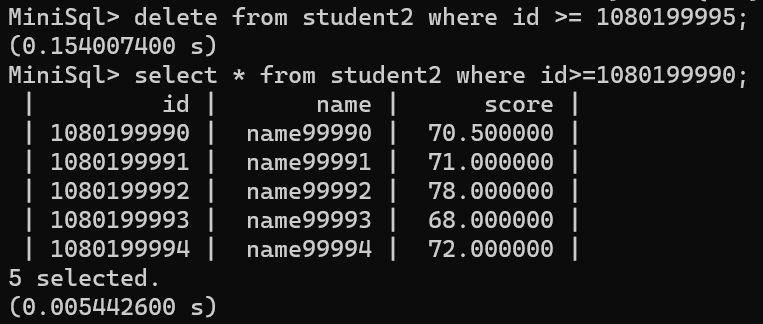 MiniSql> delete from student2 where id >= 1080199995;
(0.154007400 s)
MiniSql> select * from student2 where id>=1080199990;
 |         id |       name |      score |
 | 1080199990 |  name99990 |  70.500000 |
 | 1080199991 |  name99991 |  71.000000 |
 | 1080199992 |  name99992 |  78.000000 |
 | 1080199993 |  name99993 |  68.000000 |
 | 1080199994 |  name99994 |  72.000000 |
5 selected.
(0.005442600 s)